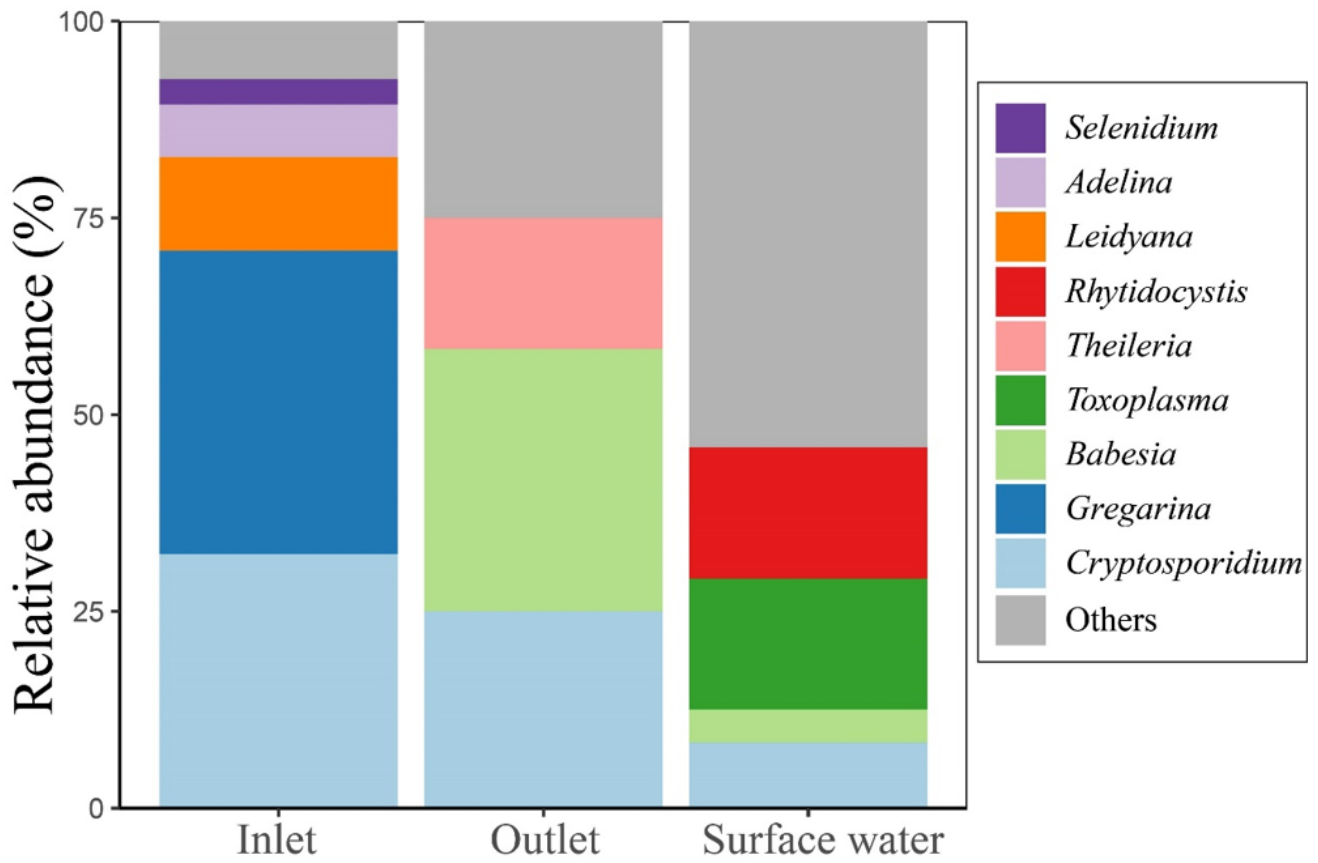 Relative abundance (%)
100
75
50
25
0
Inlet
Outlet
Surface water
Selenidium
Adelina
Leidyana
Rhytidocystis
Theileria
Toxoplasma
Babesia
Gregarina
Cryptosporidium
Others